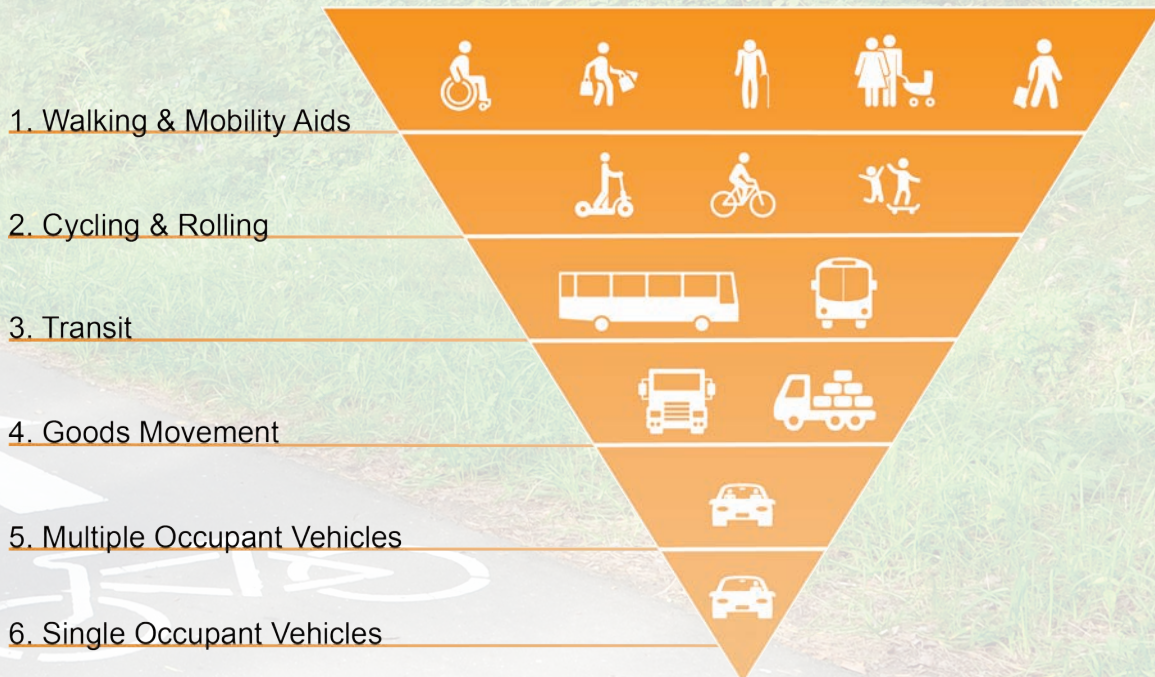 1. Walking & Mobility Aids
2. Cycling & Rolling
3. Transit
4. Goods Movement
5. Multiple Occupant Vehicles
6. Single Occupant Vehicles